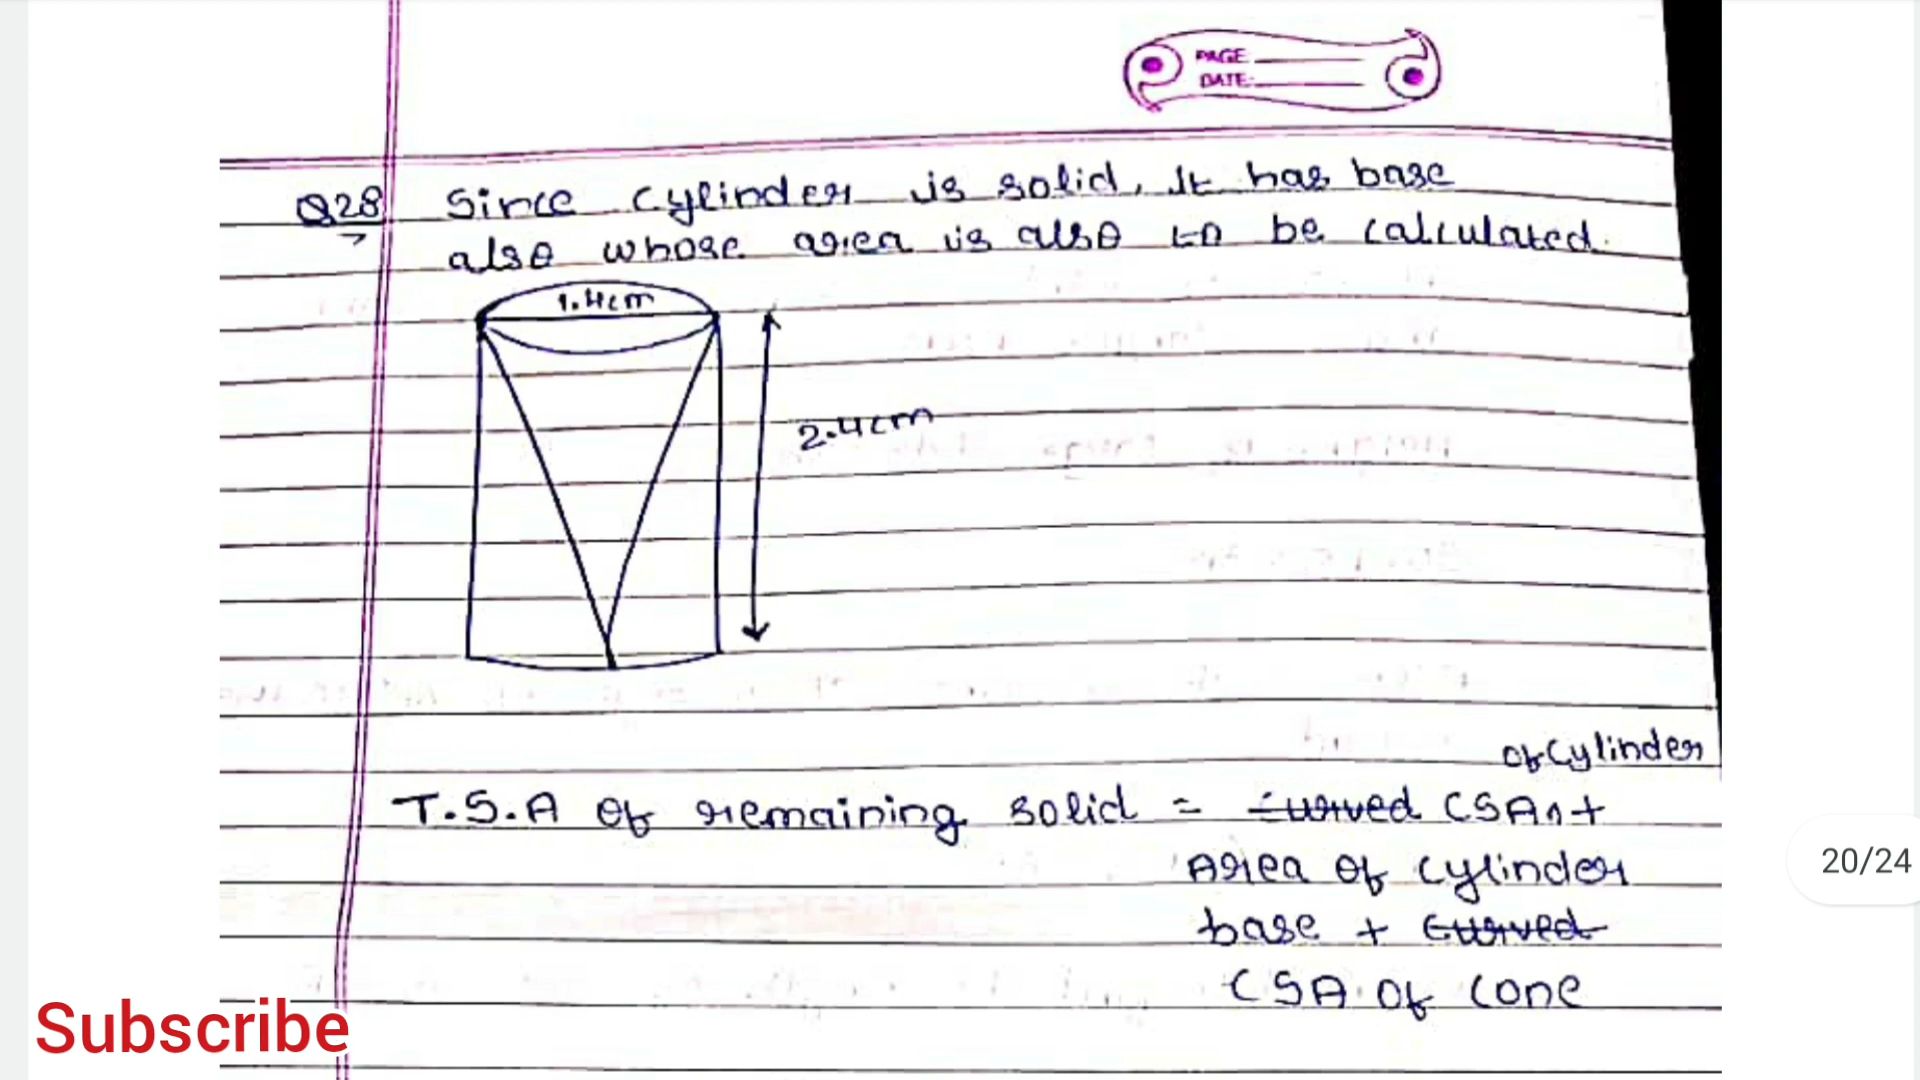 PAGE:
DATE:
Q28 Since cylinder is solid, It has base
also whose area is also to be calculated.
1.4cm
2.4cm
of Cylinder
T.S.A of remaining solid = Curved CSA ∧ +
Area of cylinder
base + Curved
CSA of cone
20/24
Subscribe